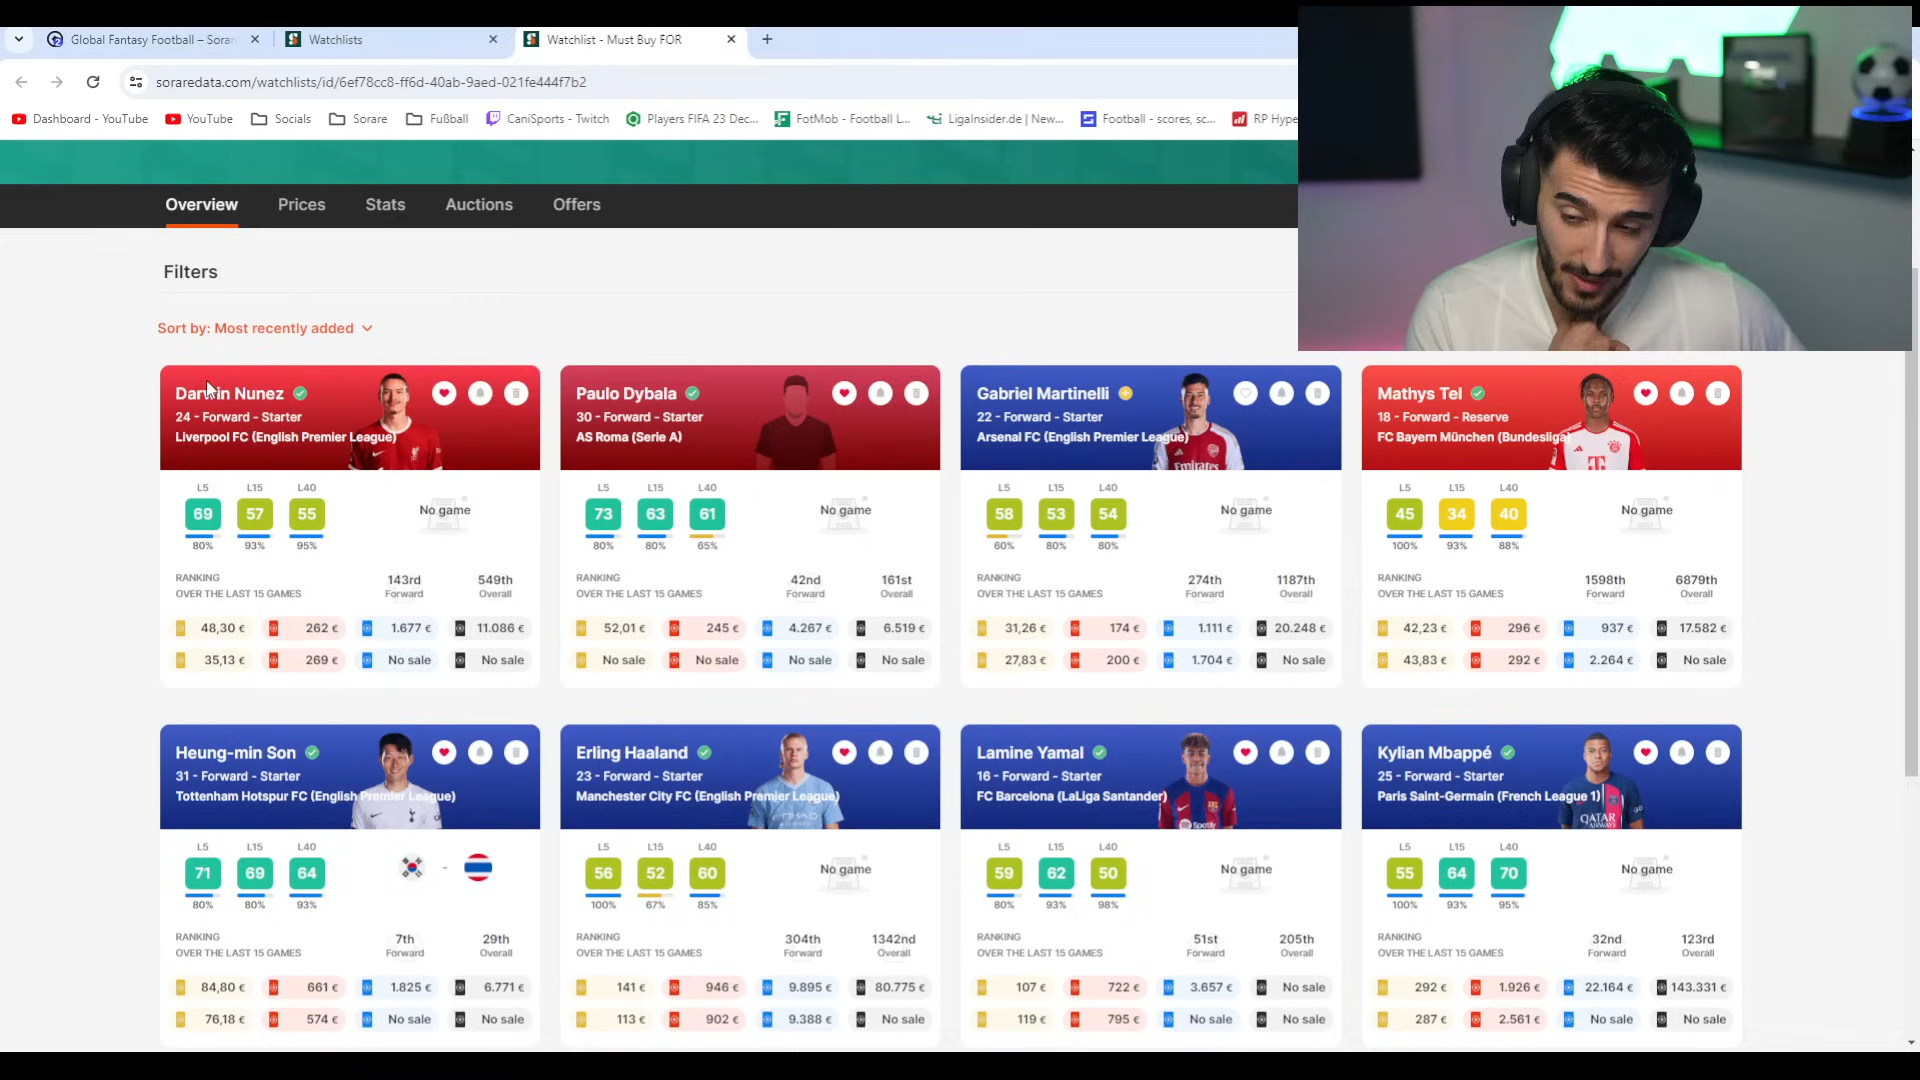 Global Fantasy Football – Sorar
Watchlists
Watchlist - Must Buy FOR
soraredata.com/watchlists/id/6ef78cc8-ff6d-40ab-9aed-021fe444f7b2
Dashboard - YouTube
YouTube
Socials
Sorare
Fußball
CaniSports - Twitch
Players FIFA 23 Dec...
FotMob - Football L...
LigaInsider.de | New...
Football - scores, sc...
RP Hype
Overview
Prices
Stats
Auctions
Offers
Filters
Sort by: Most recently added
Darwin Nunez
24 - Forward - Starter
Liverpool FC (English Premier League)
L5 L15 L40
69 57 55
80% 93% 95%
No game
RANKING
OVER THE LAST 15 GAMES
143rd 549th
Forward Overall
48,30 € 262 € 1.677 € 11.086 €
35,13 € 269 € No sale No sale
Paulo Dybala
30 - Forward - Starter
AS Roma (Serie A)
L5 L15 L40
73 63 61
80% 80% 65%
No game
RANKING
OVER THE LAST 15 GAMES
42nd 161st
Forward Overall
52,01 € 245 € 4.267 € 6.519 €
No sale No sale No sale No sale
Gabriel Martinelli
22 - Forward - Starter
Arsenal FC (English Premier League)
Emirates
L5 L15 L40
58 53 54
60% 80% 80%
No game
RANKING
OVER THE LAST 15 GAMES
274th 1187th
Forward Overall
31,26 € 174 € 1.111 € 20.248 €
27,83 € 200 € 1.704 € No sale
Mathys Tel
18 - Forward - Reserve
FC Bayern München (Bundesliga)
L5 L15 L40
45 34 40
100% 93% 88%
No game
RANKING
OVER THE LAST 15 GAMES
1598th 6879th
Forward Overall
42,23 € 296 € 937 € 17.582 €
43,83 € 292 € 2.264 € No sale
Heung-min Son
31 - Forward - Starter
Tottenham Hotspur FC (English Premier League)
L5 L15 L40
71 69 64
80% 80% 93%
-
RANKING
OVER THE LAST 15 GAMES
7th 29th
Forward Overall
84,80 € 661 € 1.825 € 6.771 €
76,18 € 574 € No sale No sale
Erling Haaland
23 - Forward - Starter
Manchester City FC (English Premier League)
L5 L15 L40
56 52 60
100% 67% 85%
No game
RANKING
OVER THE LAST 15 GAMES
304th 1342nd
Forward Overall
141 € 946 € 9.895 € 80.775 €
113 € 902 € 9.388 € No sale
Lamine Yamal
16 - Forward - Starter
FC Barcelona (LaLiga Santander)
Spotify
L5 L15 L40
59 62 50
80% 93% 98%
No game
RANKING
OVER THE LAST 15 GAMES
51st 205th
Forward Overall
107 € 722 € 3.657 € No sale
119 € 795 € No sale No sale
Kylian Mbappé
25 - Forward - Starter
Paris Saint-Germain (French League 1)
QATAR
AIRWAYS
L5 L15 L40
55 64 70
100% 93% 95%
No game
RANKING
OVER THE LAST 15 GAMES
32nd 123rd
Forward Overall
292 € 1.926 € 22.164 € 143.331 €
287 € 2.561 € No sale No sale